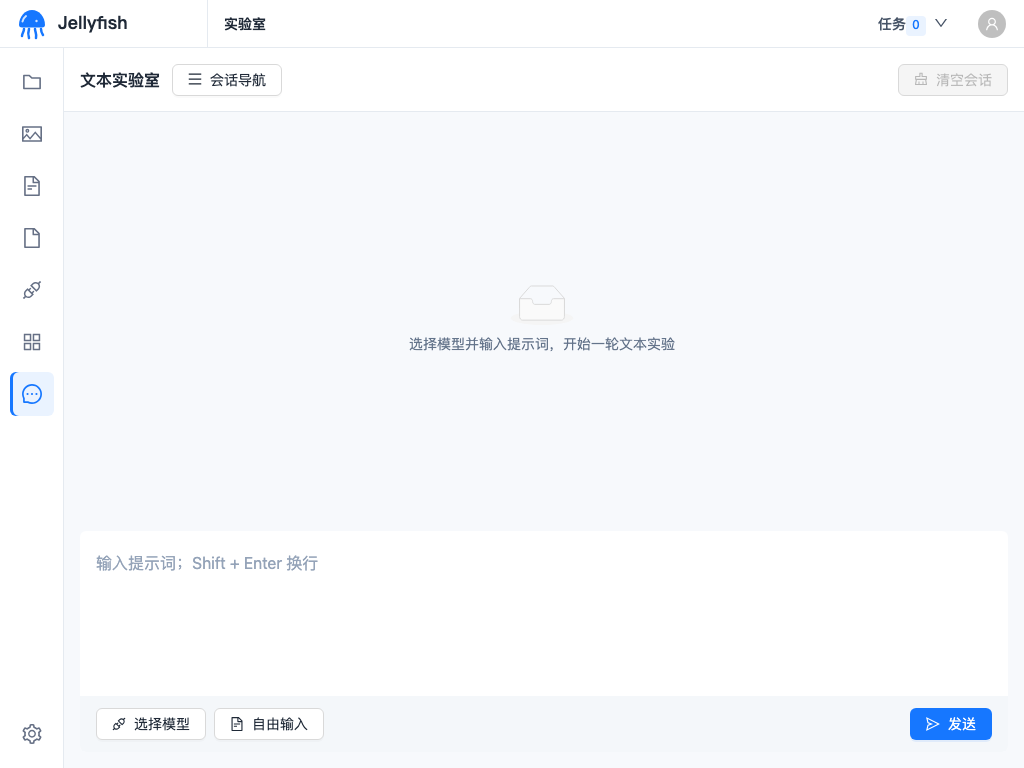 Jellyfish
实验室
任务 0
文本实验室
会话导航
清空会话
选择模型并输入提示词，开始一轮文本实验
输入提示词；Shift + Enter 换行
选择模型
自由输入
发送